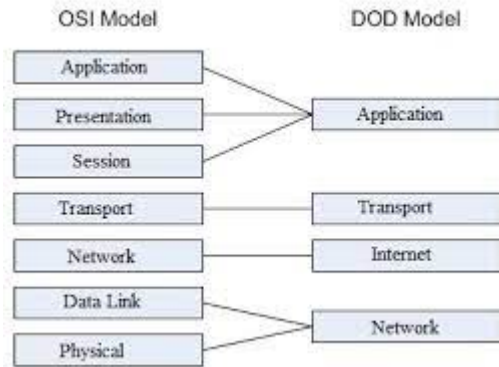 OSI Model
DOD Model
Application
Presentation
Application
Session
Transport
Transport
Network
Internet
Data Link
Network
Physical